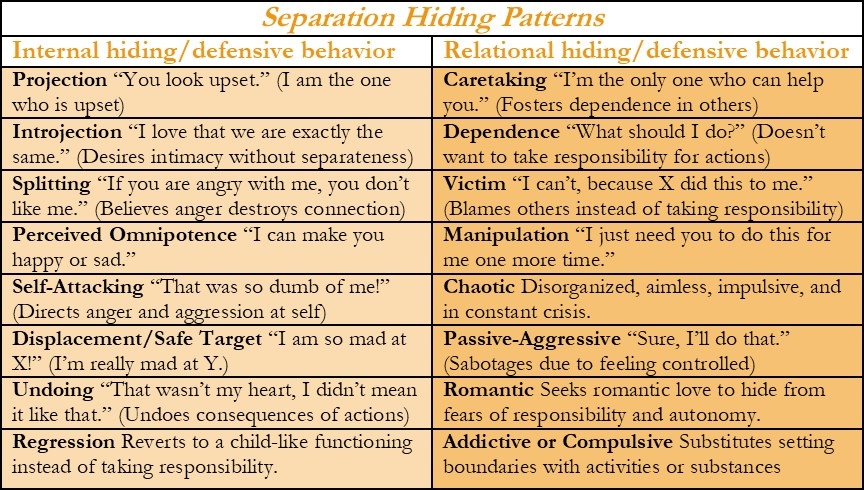 Separation Hiding Patterns
Internal hiding/defensive behavior
Relational hiding/defensive behavior
Projection “You look upset.” (I am the one
who is upset)
Caretaking “I’m the only one who can help
you.” (Fosters dependence in others)
Introjection “I love that we are exactly the
same.” (Desires intimacy without separateness)
Dependence “What should I do?” (Doesn’t
want to take responsibility for actions)
Splitting “If you are angry with me, you don’t
like me.” (Believes anger destroys connection)
Victim “I can’t, because X did this to me.”
(Blames others instead of taking responsibility)
Perceived Omnipotence “I can make you
happy or sad.”
Manipulation “I just need you to do this for
me one more time.”
Self-Attacking “That was so dumb of me!”
(Directs anger and aggression at self)
Chaotic Disorganized, aimless, impulsive, and
in constant crisis.
Displacement/Safe Target “I am so mad at
X!” (I’m really mad at Y.)
Passive-Aggressive “Sure, I’ll do that.”
(Sabotages due to feeling controlled)
Undoing “That wasn’t my heart, I didn’t mean
it like that.” (Undoes consequences of actions)
Romantic Seeks romantic love to hide from
fears of responsibility and autonomy.
Regression Reverts to a child-like functioning
instead of taking responsibility.
Addictive or Compulsive Substitutes setting
boundaries with activities or substances